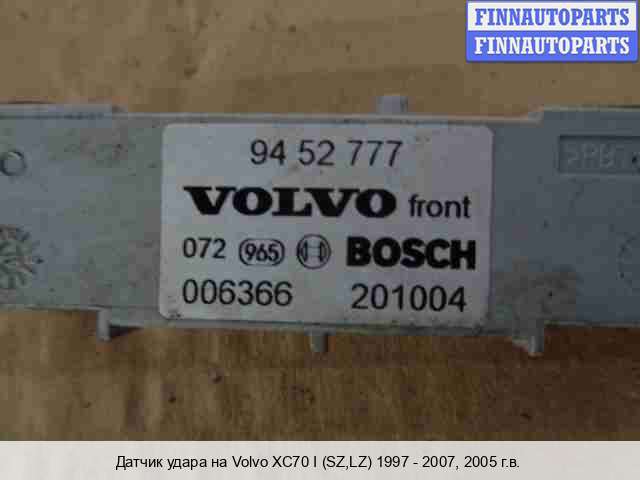 FINNAUTOPARTS
FINNAUTOPARTS
94 52 777
VOLVO front
072 965 BOSCH
006366 201004
Датчик удара на Volvo XC70 I (SZ,LZ) 1997 - 2007, 2005 г.в.